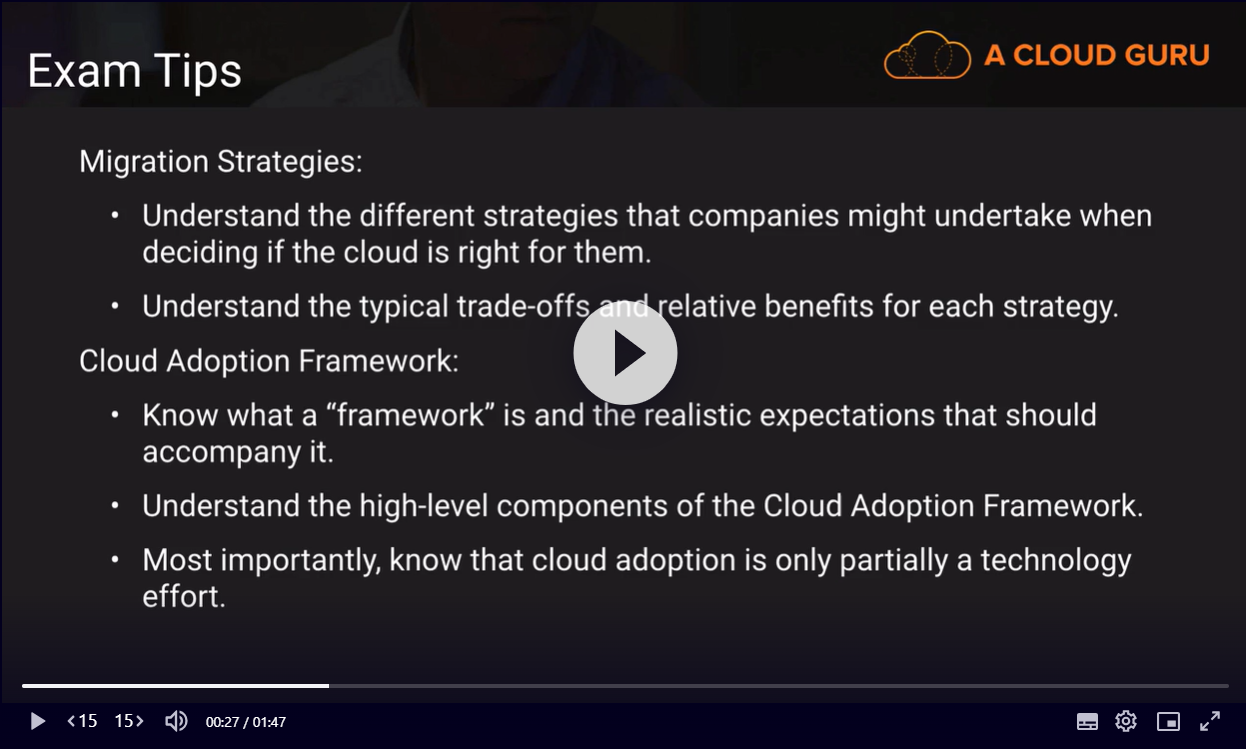 Exam Tips
A CLOUD GURU
Migration Strategies:
• Understand the different strategies that companies might undertake when
deciding if the cloud is right for them.
• Understand the typical trade-offs and relative benefits for each strategy.
Cloud Adoption Framework:
• Know what a “framework” is and the realistic expectations that should
accompany it.
• Understand the high-level components of the Cloud Adoption Framework.
• Most importantly, know that cloud adoption is only partially a technology
effort.
<15 15> 00:27 / 01:47